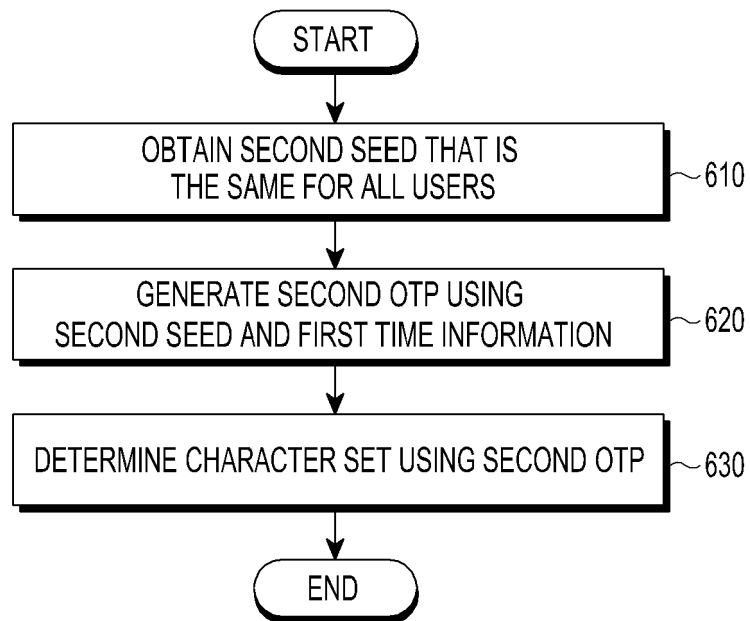 START
OBTAIN SECOND SEED THAT IS
THE SAME FOR ALL USERS
610
GENERATE SECOND OTP USING
SECOND SEED AND FIRST TIME INFORMATION
620
DETERMINE CHARACTER SET USING SECOND OTP
630
END